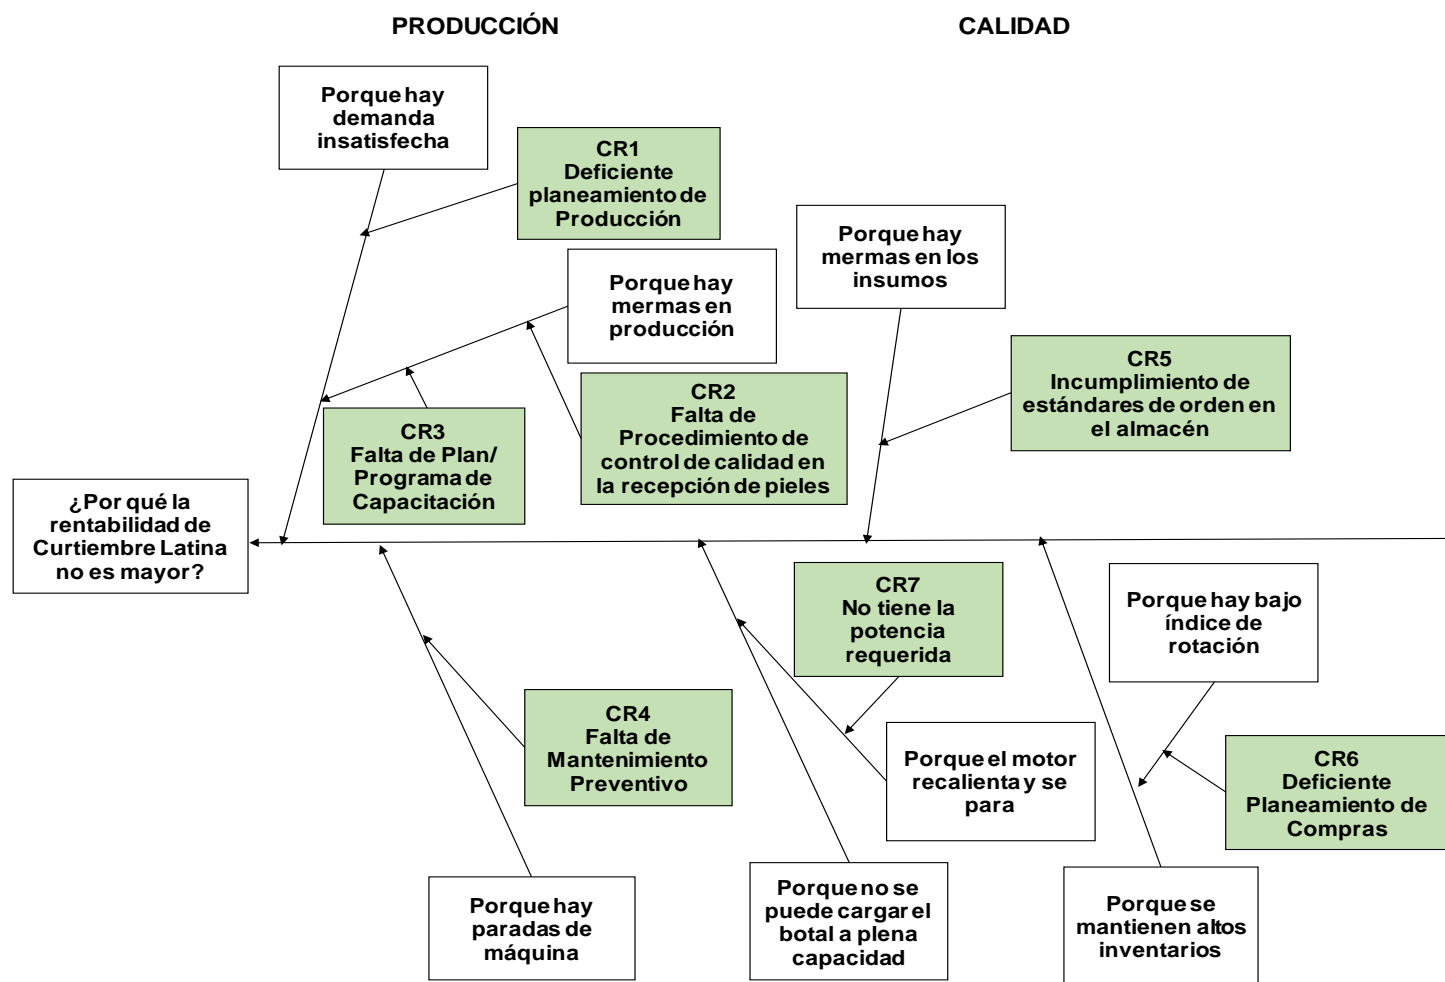 PRODUCCIÓN
CALIDAD
Porque hay
demanda
insatisfecha
CR1
Deficiente
planeamiento de
Producción
Porque hay
mermas en
producción
Porque hay
mermas en los
insumos
CR5
Incumplimiento de
estándares de orden en
el almacén
CR2
Falta de
Procedimiento de
control de calidad en
la recepción de pieles
CR3
Falta de Plan/
Programa de
Capacitación
¿Por qué la
rentabilidad de
Curtiembre Latina
no es mayor?
CR7
No tiene la
potencia
requerida
Porque hay bajo
índice de
rotación
CR4
Falta de
Mantenimiento
Preventivo
Porque el motor
recalienta y se
para
CR6
Deficiente
Planeamiento de
Compras
Porque hay
paradas de
máquina
Porque no se
puede cargar el
botal a plena
capacidad
Porque se
mantienen altos
inventarios